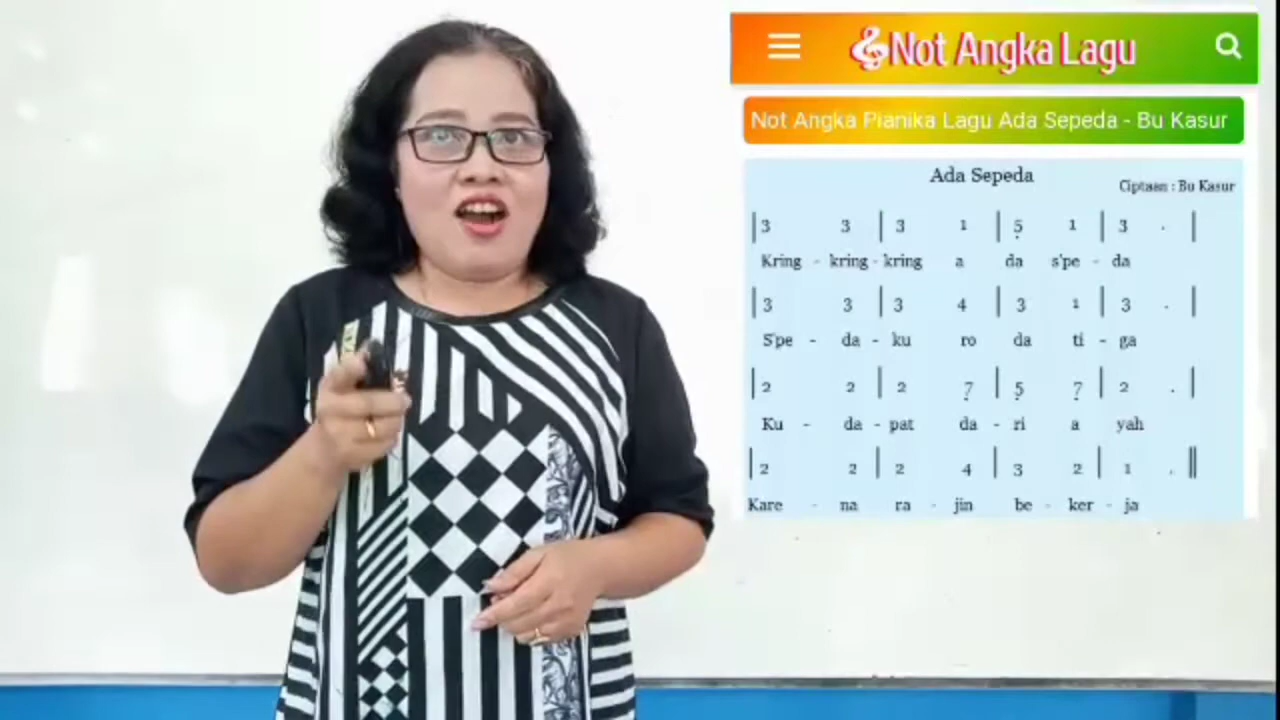 Not Angka Lagu
Not Angka Pianika Lagu Ada Sepeda - Bu Kasur
Ada Sepeda
Ciptaan : Bu Kasur
| 3 3 | 3 1 | 5̣ 1 | 3 . |
Kring - kring - kring a da s'pe - da
| 3 3 | 3 4 | 3 1 | 3 . |
S'pe - da - ku ro da ti - ga
| 2 2 | 2 7̣ | 5̣ 7̣ | 2 . |
Ku - da - pat da - ri a yah
| 2 2 | 2 4 | 3 2 | 1 . ||
Kare - na ra - jin be - ker - ja